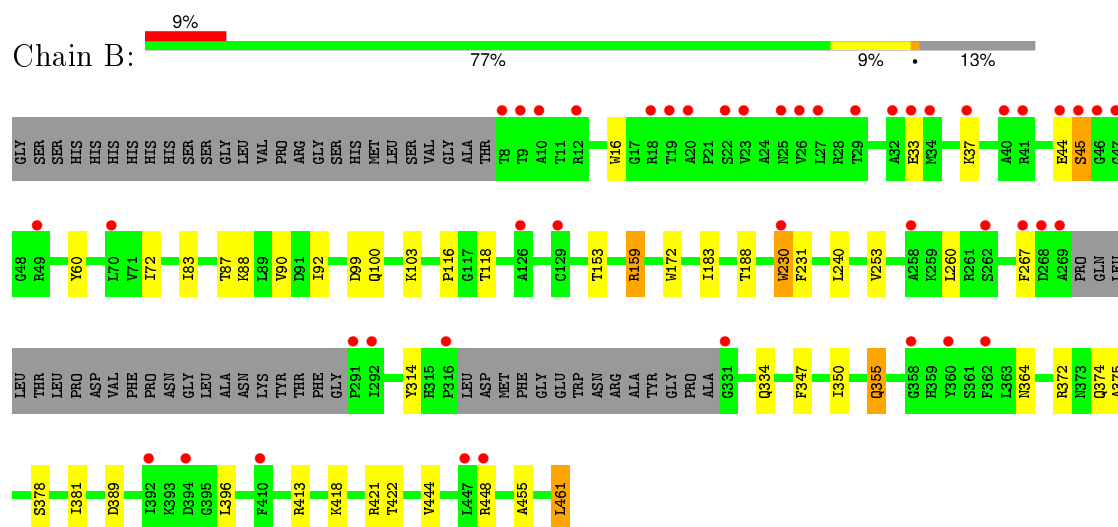 9%
Chain B:
77% 9% • 13%
GLY SER SER HIS HIS HIS HIS HIS HIS SER SER GLY LEU VAL PRO ARG GLY SER HIS MET LEU SER VAL GLY ALA THR T8 T9 A10 T11 R12 W16 G17 R18 T19 A20 P21 S22 V23 A24 N25 V26 L27 R28 T29 A32 E33 M34 K37 A40 R41 E44 S45 G46 G47
G48 R49 Y60 L70 V71 I72 I83 T87 K88 L89 V90 D91 I92 D99 Q100 K103 P116 G117 T118 A126 C129 T153 R159 W172 I183 T188 W230 F231 L240 V253 A258 K259 L260 R261 S262 F267 D268 A269 PRO GLN LEU
LEU THR LEU PRO ASP VAL PHE PRO ASN GLY LEU ALA ASN LYS TYR THR PHE GLY P291 I292 Y314 H315 P316 LEU ASP MET PHE GLY GLU TRP ASN ARG ALA TYR GLY PRO ALA G331 Q334 F347 I350 Q355 G358 H359 Y360 S361 F362 L363 N364 R372 N373 Q374 A375
S378 I381 D389 I392 K393 D394 G395 L396 F410 R413 K418 R421 T422 V444 L447 R448 A455 L461